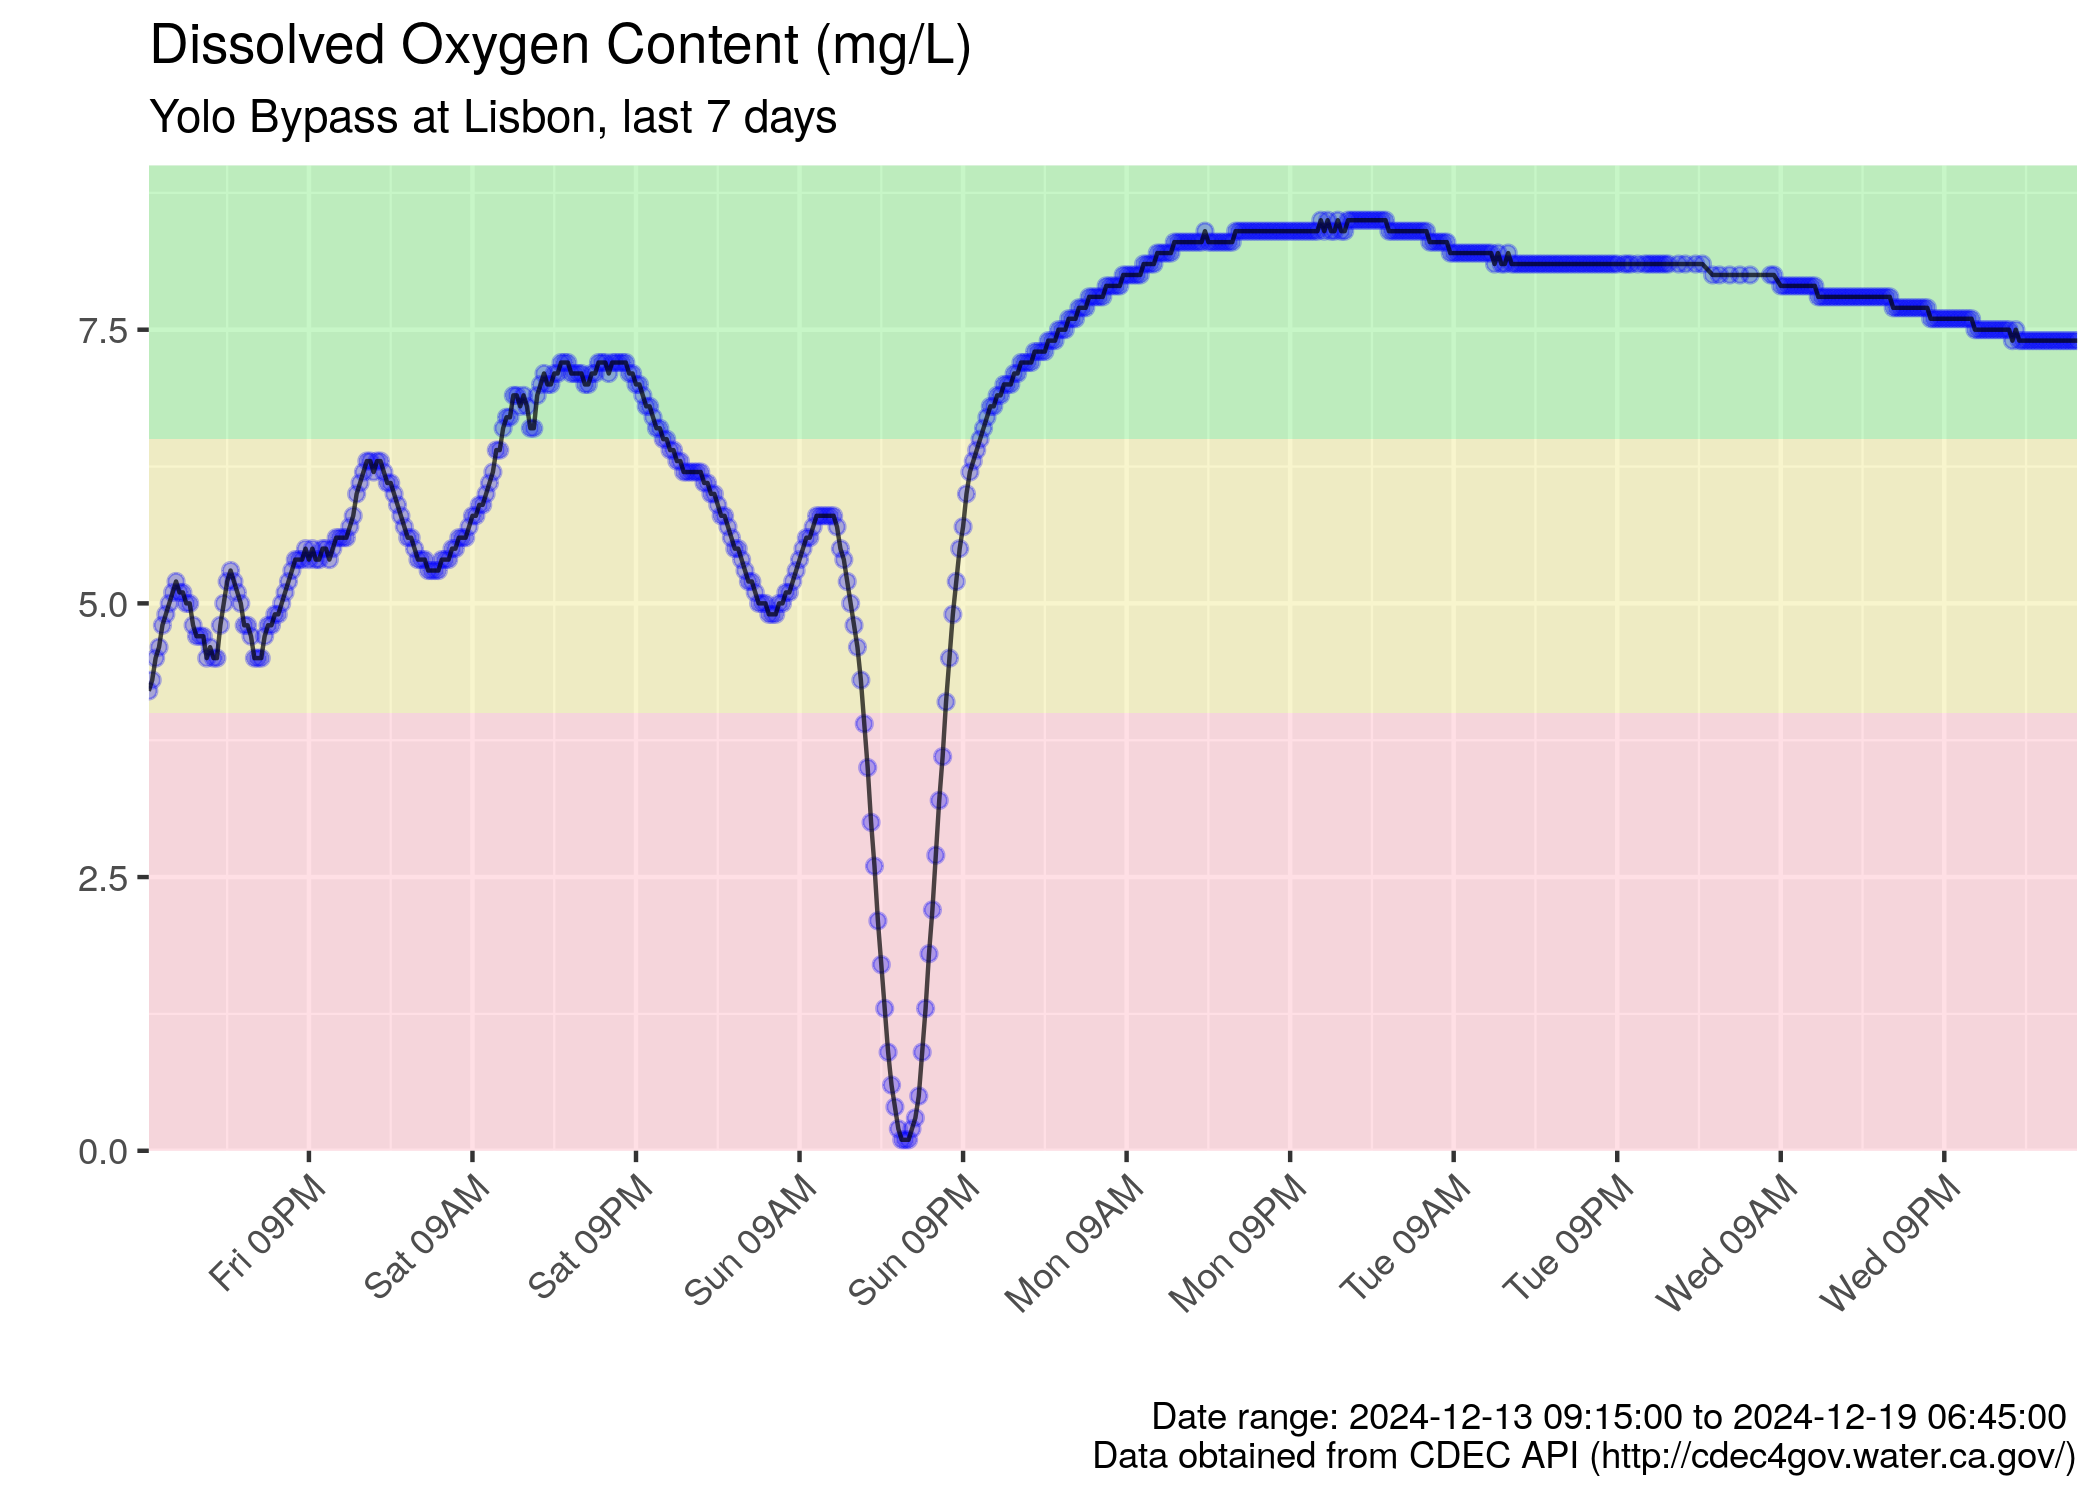 Dissolved Oxygen Content (mg/L)
Yolo Bypass at Lisbon, last 7 days
7.5
5.0
2.5
0.0
Fri 09PM
Sat 09AM
Sat 09PM
Sun 09AM
Sun 09PM
Mon 09AM
Mon 09PM
Tue 09AM
Tue 09PM
Wed 09AM
Wed 09PM
Date range: 2024-12-13 09:15:00 to 2024-12-19 06:45:00
Data obtained from CDEC API (http://cdec4gov.water.ca.gov/)